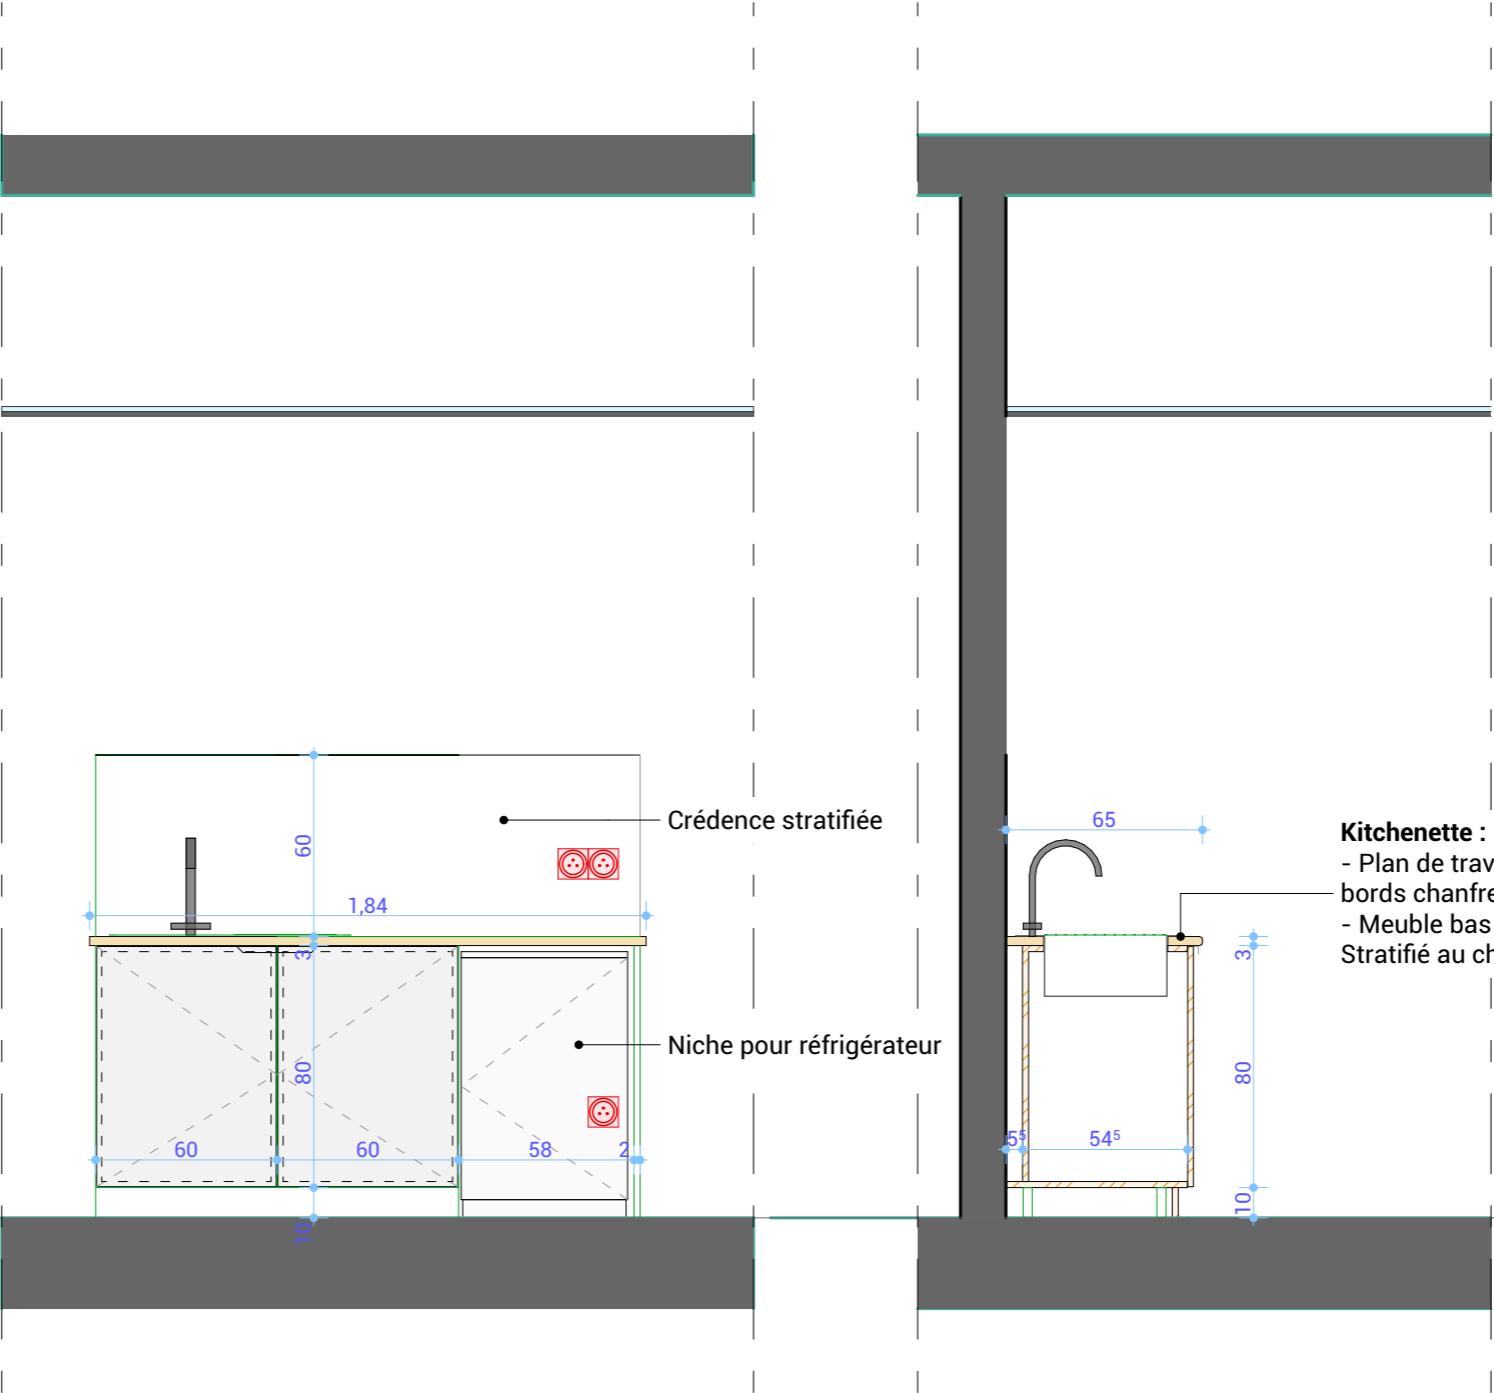 60
Crédence stratifiée
1,84
3
80
Niche pour réfrigérateur
60
60
58
2
10
65
Kitchenette :
- Plan de trav
bords chanfre
- Meuble bas
Stratifié au ch
3
80
5⁵
54⁵
10